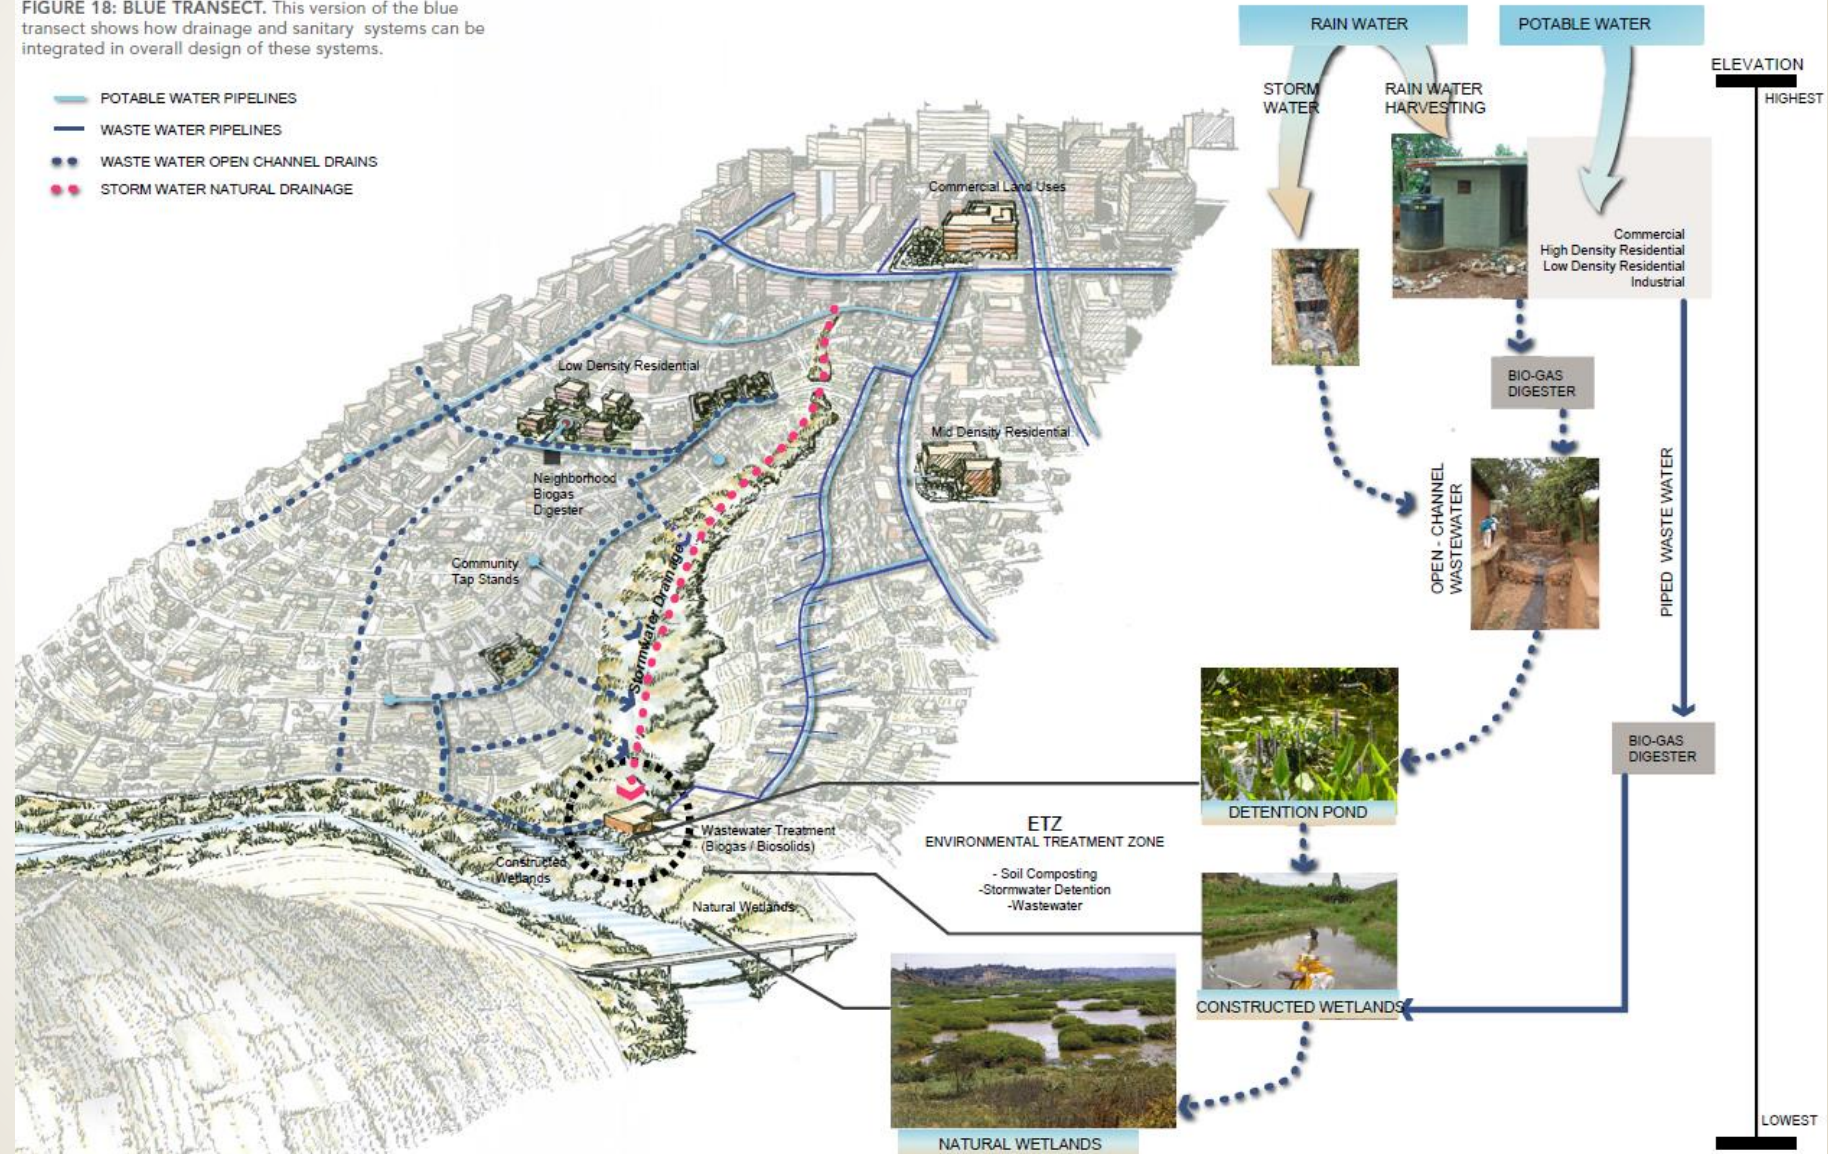 FIGURE 18: BLUE TRANSECT. This version of the blue
transect shows how drainage and sanitary systems can be
integrated in overall design of these systems.
POTABLE WATER PIPELINES
WASTE WATER PIPELINES
WASTE WATER OPEN CHANNEL DRAINS
STORM WATER NATURAL DRAINAGE
Commercial Land Uses
Low Density Residential
Mid Density Residential
Neighborhood
Biogas
Digester
Community
Tap Stands
Stormwater Drainage
Wastewater Treatment
(Biogas / Biosolids)
Constructed
Wetlands
Natural Wetlands
ETZ
ENVIRONMENTAL TREATMENT ZONE
- Soil Composting
-Stormwater Detention
-Wastewater
RAIN WATER
POTABLE WATER
STORM
WATER
RAIN WATER
HARVESTING
Commercial
High Density Residential
Low Density Residential
Industrial
BIO-GAS
DIGESTER
OPEN - CHANNEL
WASTEWATER
PIPED WASTE WATER
BIO-GAS
DIGESTER
DETENTION POND
CONSTRUCTED WETLANDS
NATURAL WETLANDS
ELEVATION
HIGHEST
LOWEST